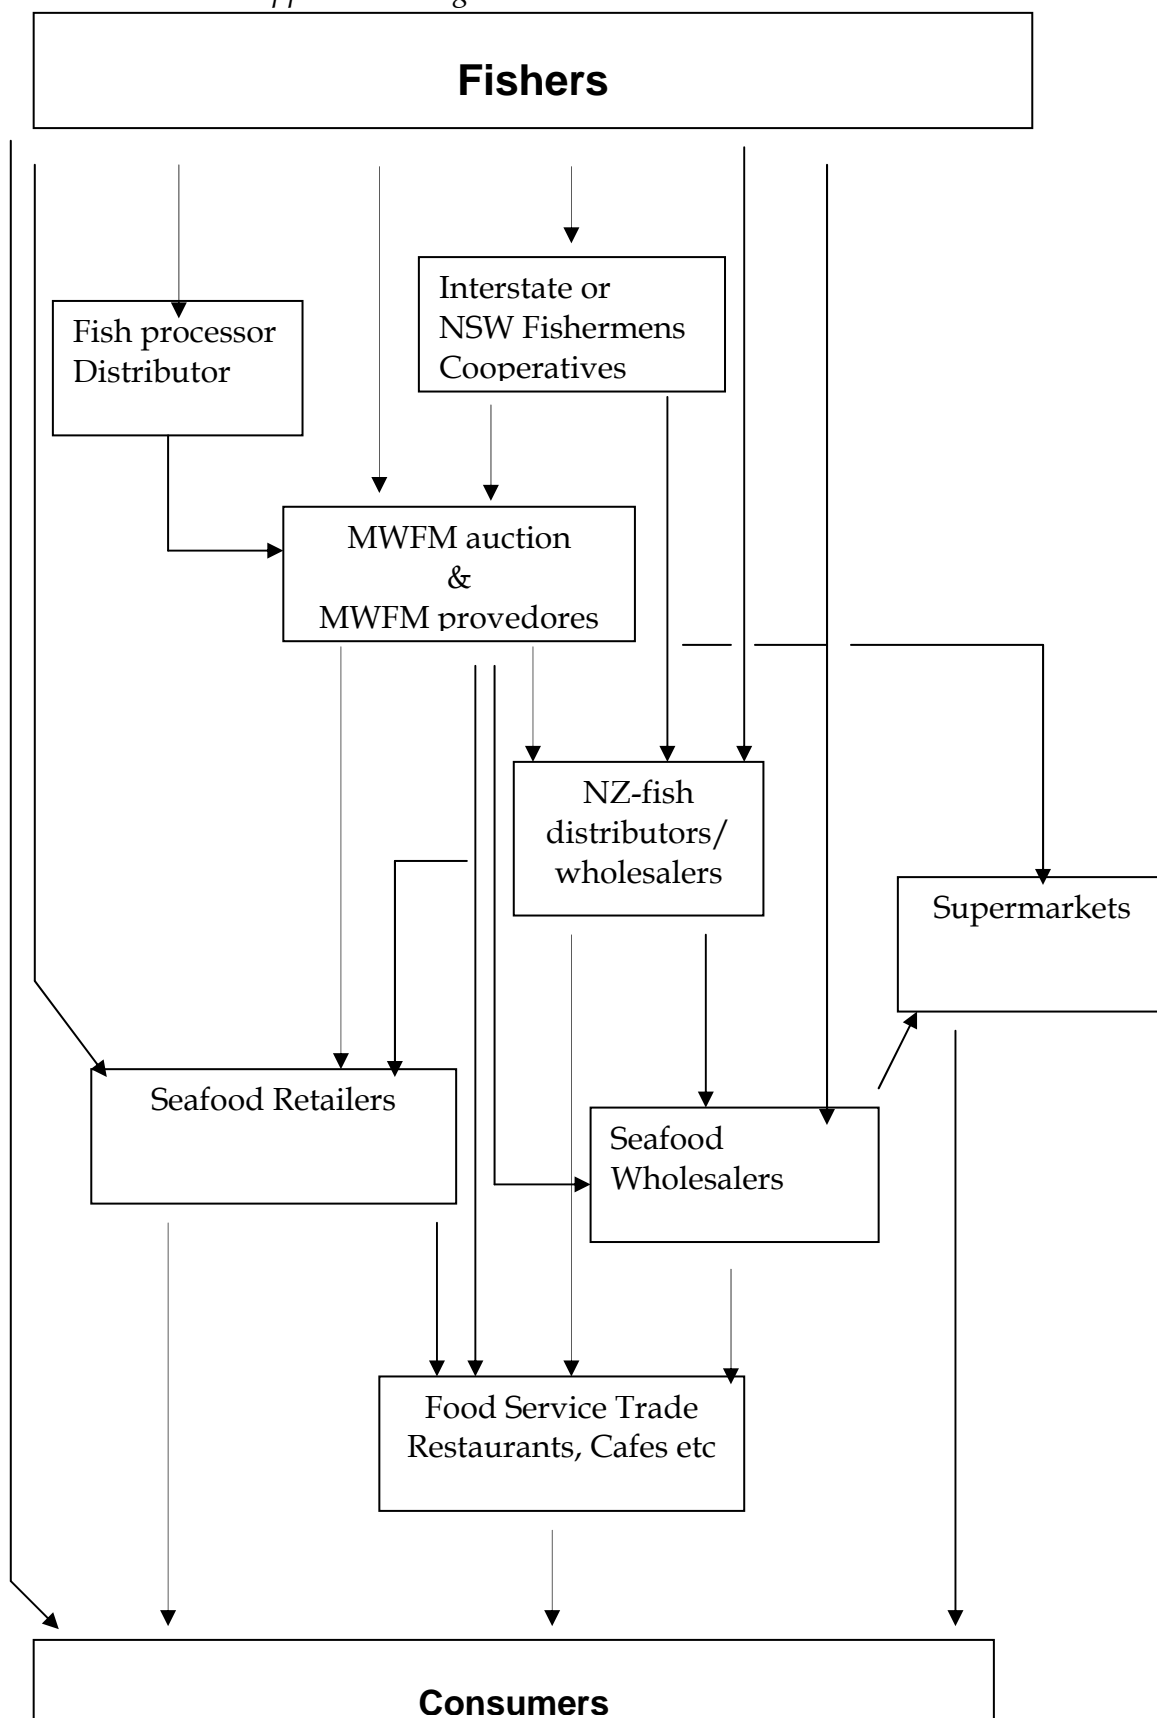 Fishers
Interstate or
NSW Fishermens
Cooperatives
Fish processor
Distributor
MWFM auction
&
MWFM provedores
NZ-fish
distributors/
wholesalers
Supermarkets
Seafood Retailers
Seafood
Wholesalers
Food Service Trade
Restaurants, Cafes etc
Consumers